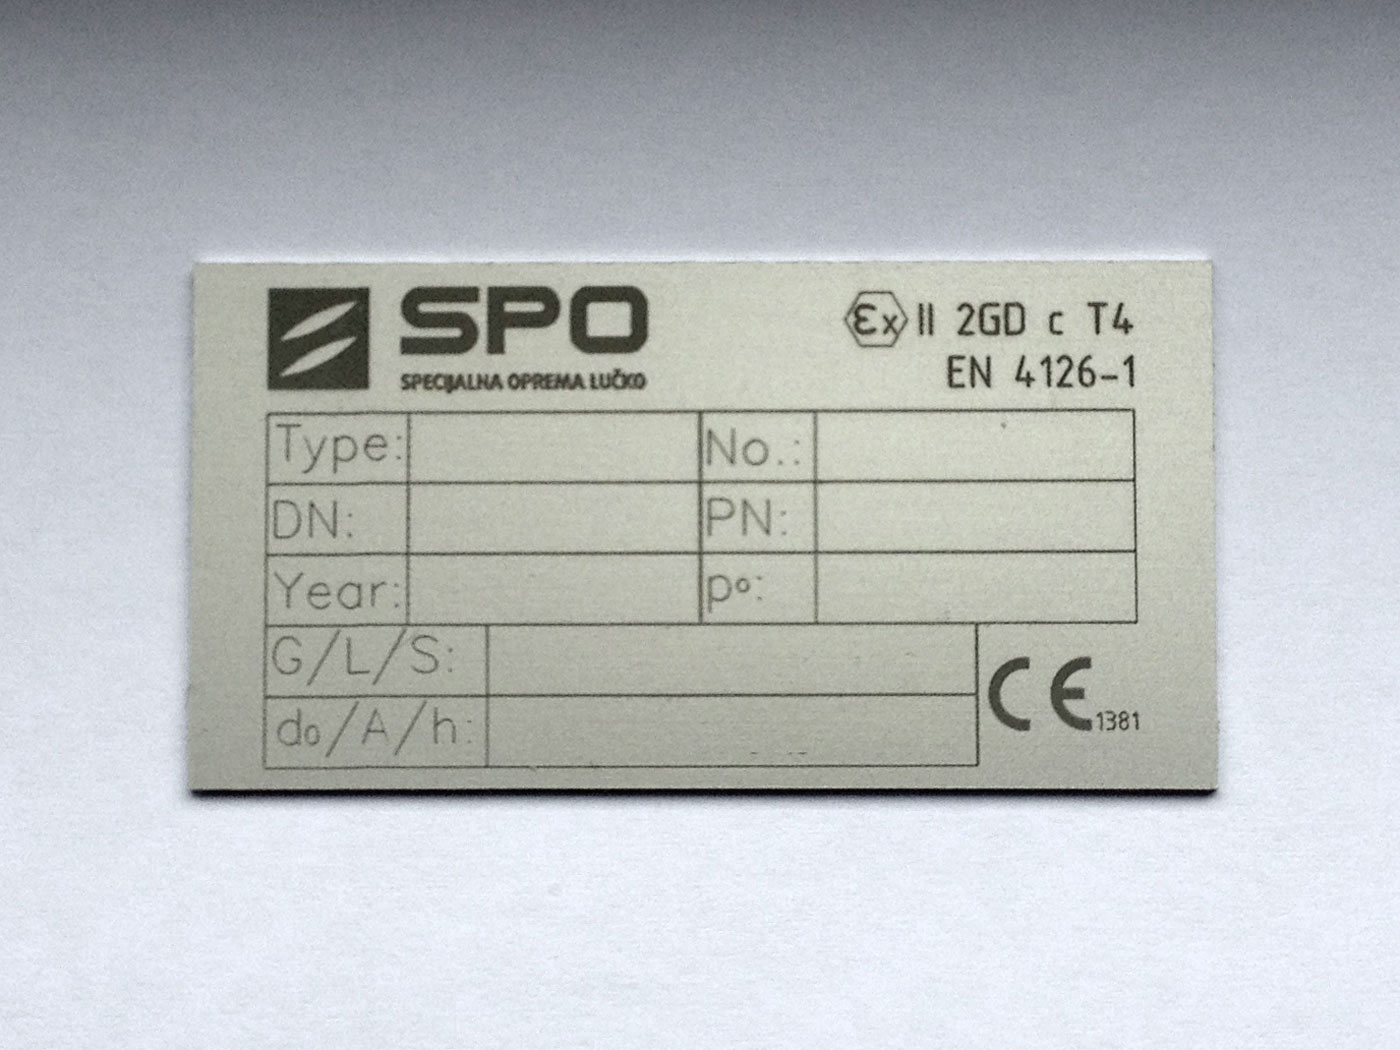 SPO
SPECIJALNA OPREMA LUČKO
Ex II 2GD c T4
EN 4126-1
Type: No.:
DN: PN:
Year: po:
G/L/S:
do/A/h:
CE 1381